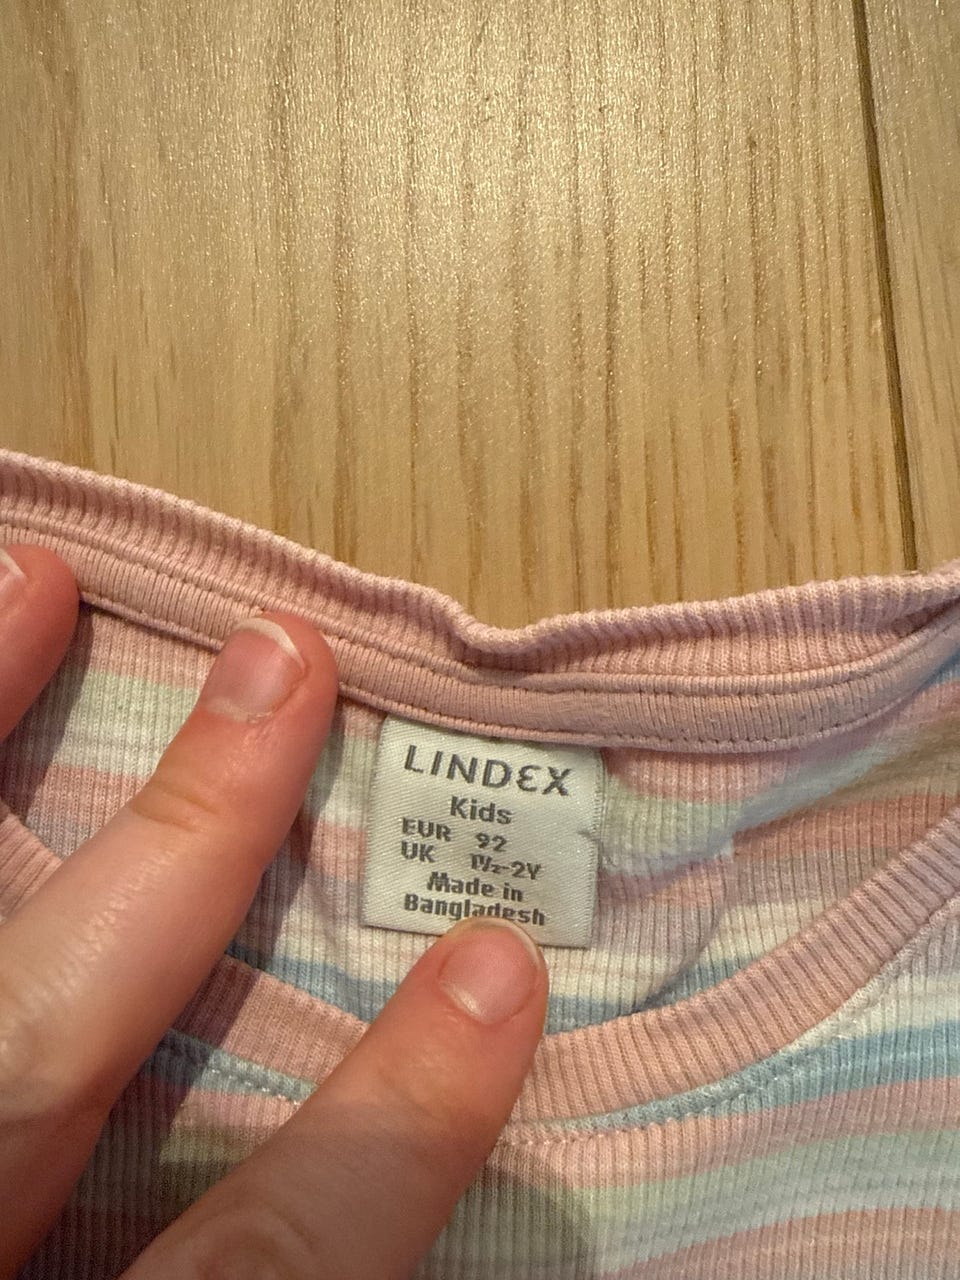 LINDEX
Kids
EUR 92
UK 1½-2Y
Made in
Bangladesh